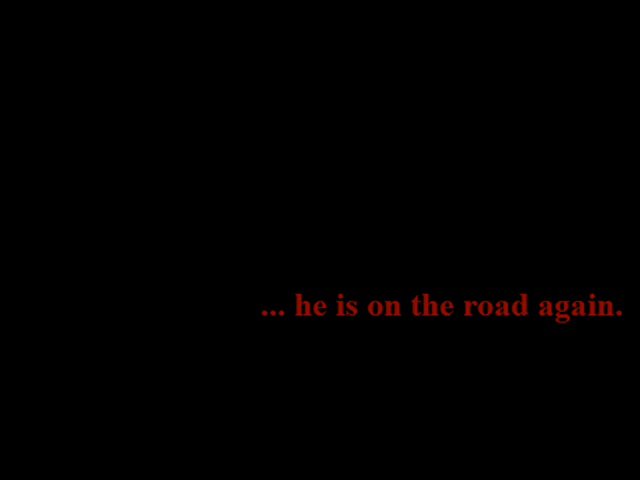 ... he is on the road again.